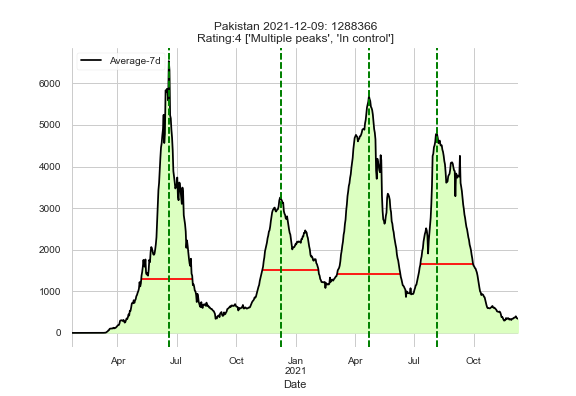 Pakistan 2021-12-09: 1288366
Rating:4 ['Multiple peaks', 'In control']
Average-7d
6000
5000
4000
3000
2000
1000
0
Apr
Jul
Oct
Jan
2021
Apr
Jul
Oct
Date